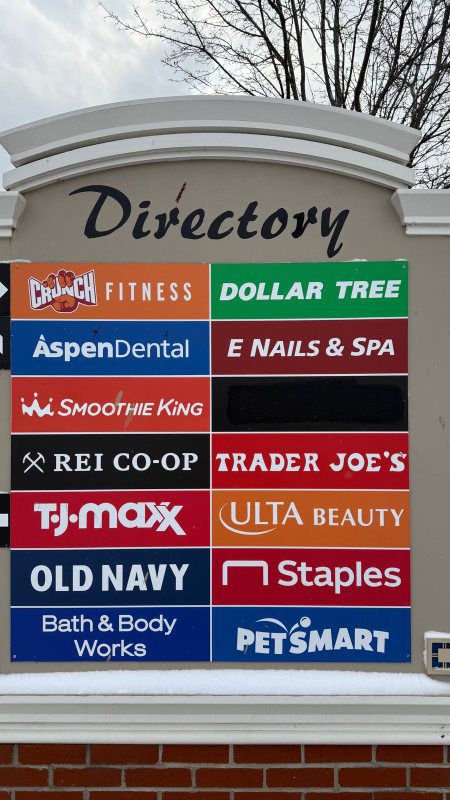 Directory
CRUNCH FITNESS
DOLLAR TREE
AspenDental
E NAILS & SPA
SMOOTHIE KING
REI CO-OP
TRADER JOE'S
T·J·maxx
ULTA BEAUTY
OLD NAVY
Staples
Bath & Body
Works
PETSMART